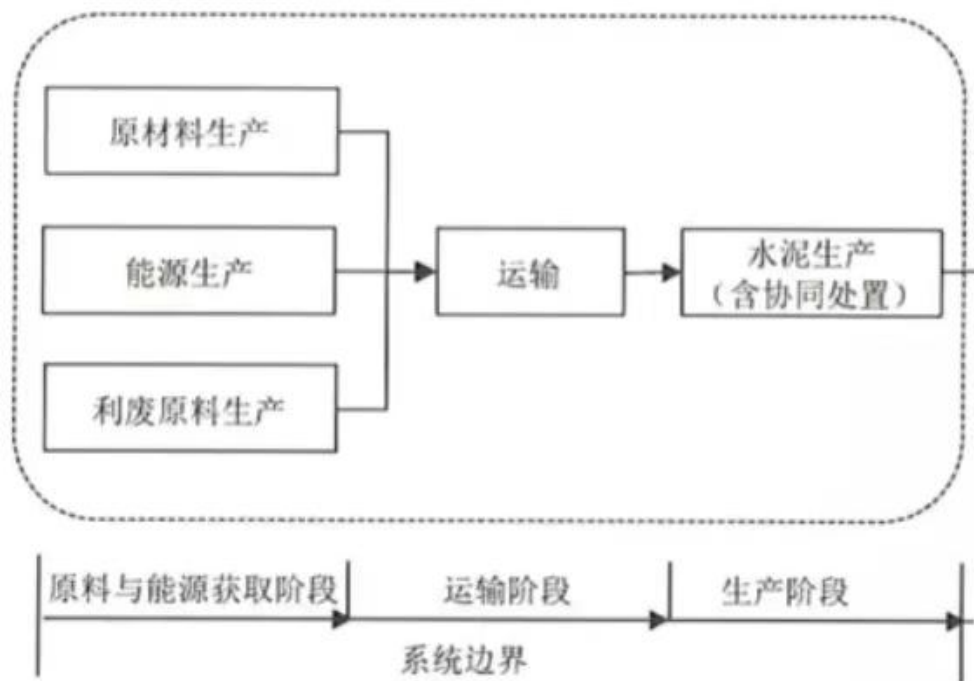 原材料生产
能源生产
利废原料生产
运输
水泥生产
（含协同处置）
原料与能源获取阶段
运输阶段
生产阶段
系统边界